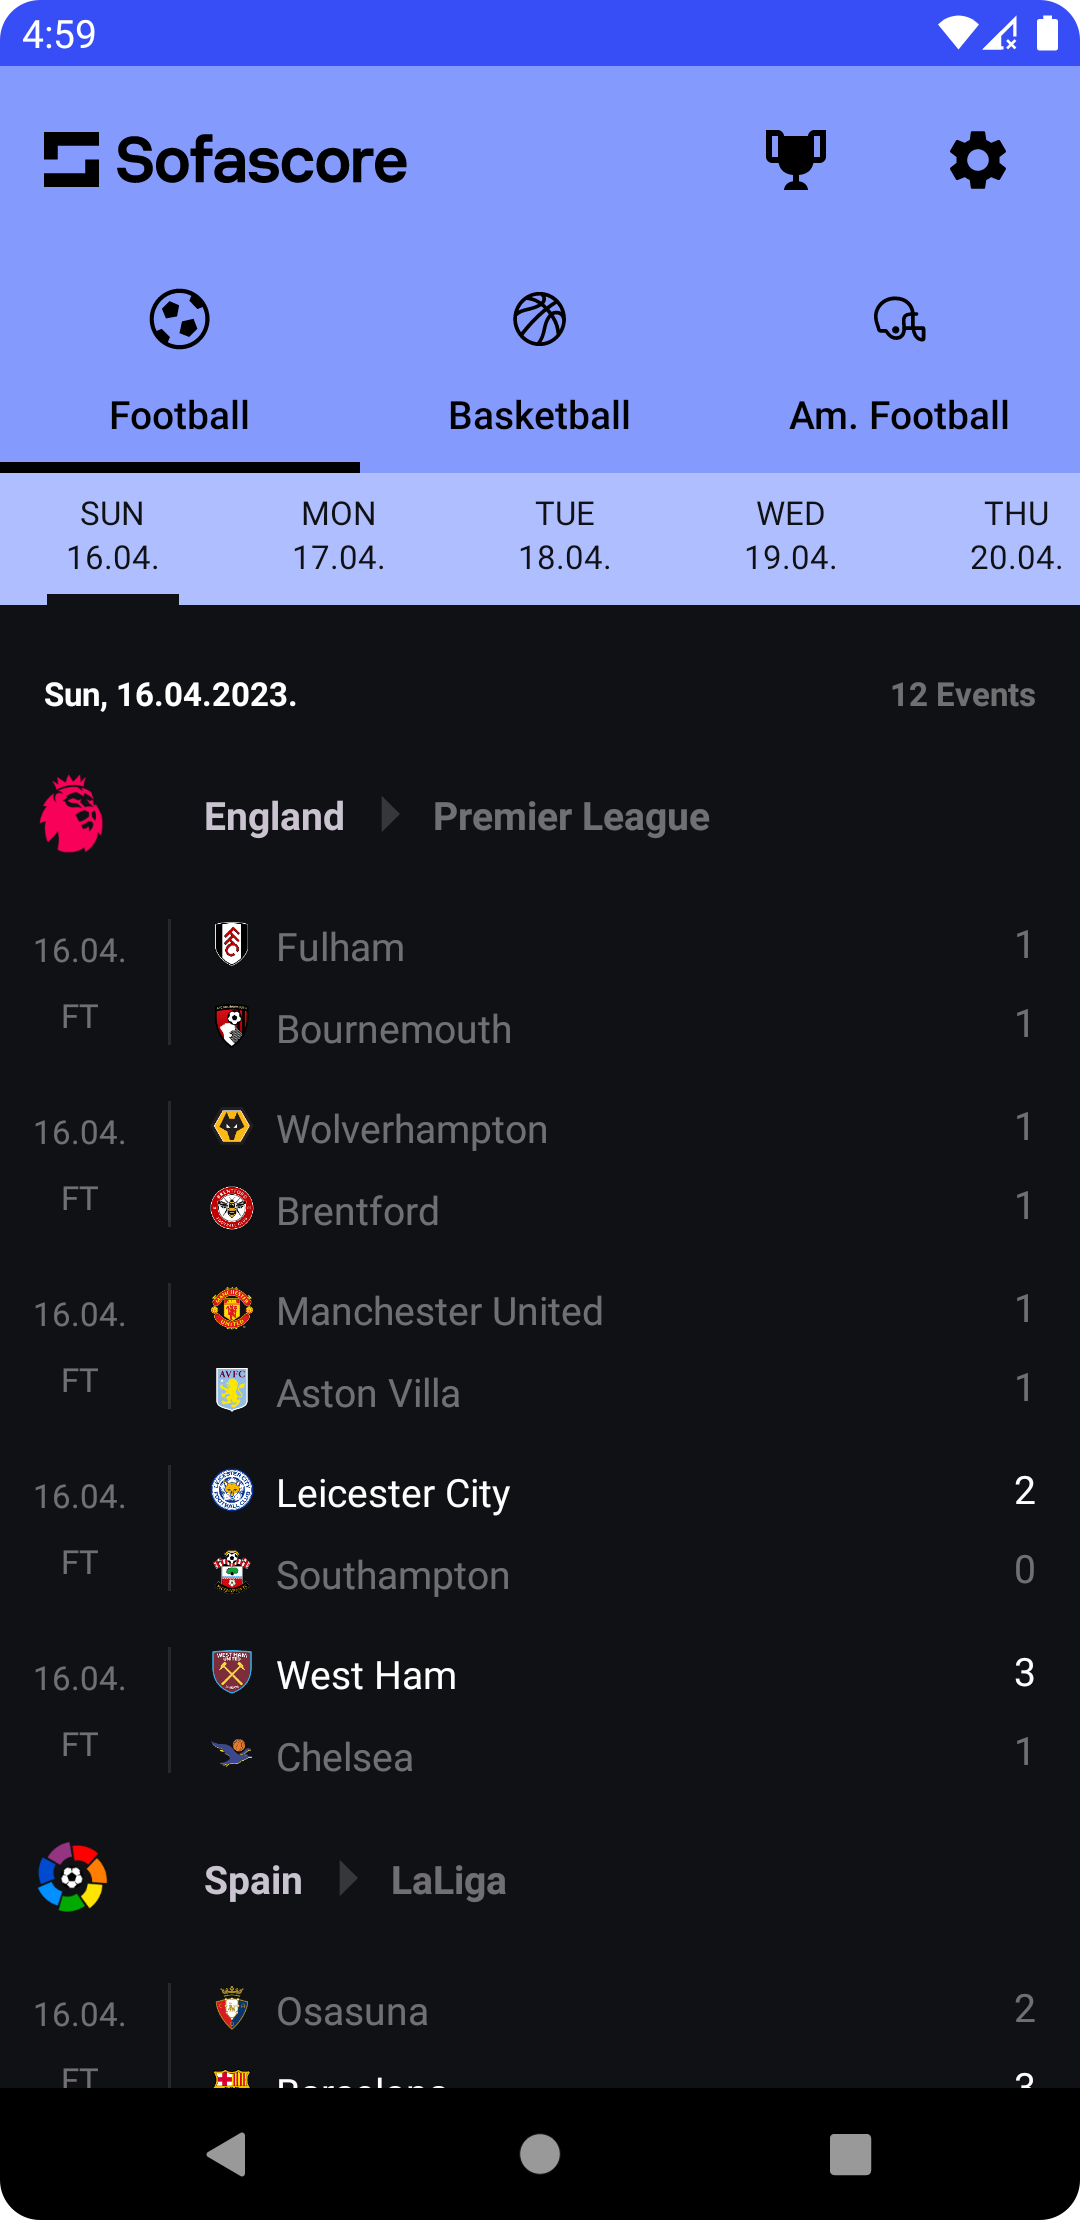 4:59
Sofascore
Football Basketball Am. Football
SUN MON TUE WED THU
16.04. 17.04. 18.04. 19.04. 20.04.
Sun, 16.04.2023. 12 Events
England Premier League
16.04. Fulham 1
FT Bournemouth 1
16.04. Wolverhampton 1
FT Brentford 1
16.04. Manchester United 1
FT Aston Villa 1
16.04. Leicester City 2
FT Southampton 0
16.04. West Ham 3
FT Chelsea 1
Spain LaLiga
16.04. Osasuna 2
FT Barcelona 3